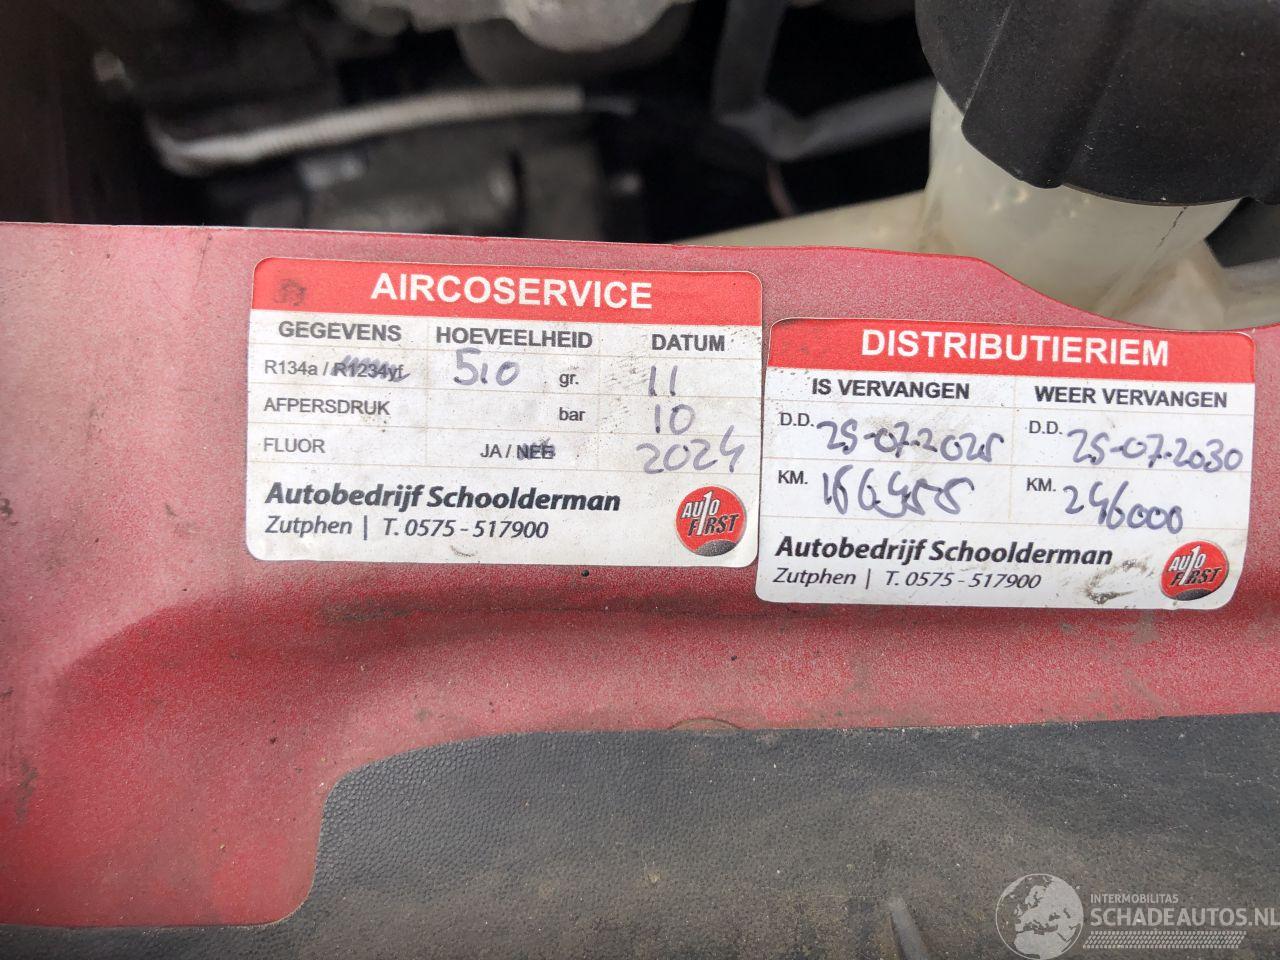 AIRCOSERVICE
GEGEVENS HOEVEELHEID DATUM
R134a / R1234yf 510 gr. 11
AFPERSDRUK bar 10
FLUOR JA / NEE 2024
Autobedrijf Schoolderman
Zutphen | T. 0575 - 517900
AUTO FIRST
DISTRIBUTIERIEM
IS VERVANGEN WEER VERVANGEN
D.D. 25-07-2025 D.D. 25-07-2030
KM. KM. 246000
Autobedrijf Schoolderman
Zutphen | T. 0575 - 517900
AUTO FIRST
INTERMOBILITAS
SCHADEAUTOS.NL